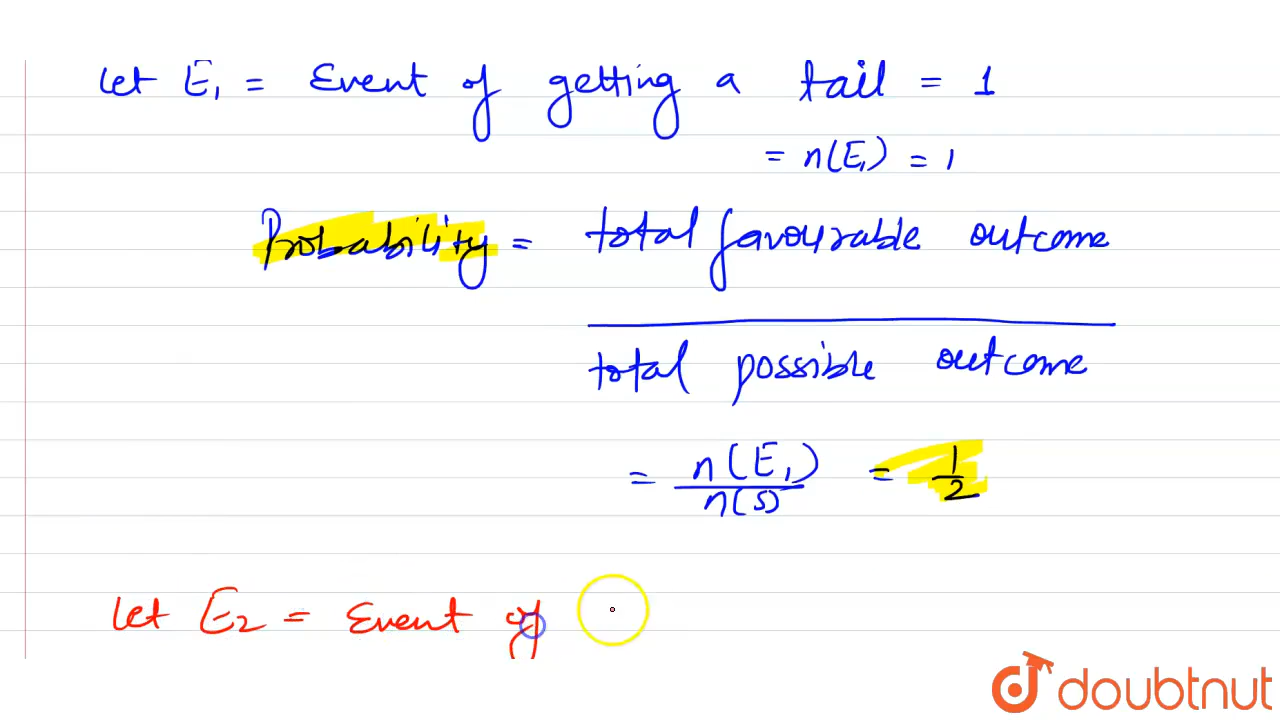 Let E₁ = Event of getting a tail = 1
= n(E₁) = 1
Probability = total favourable outcome
total possible outcome
= n(E₁)/n(S) = 1/2
Let E₂ = Event of
doubtnut